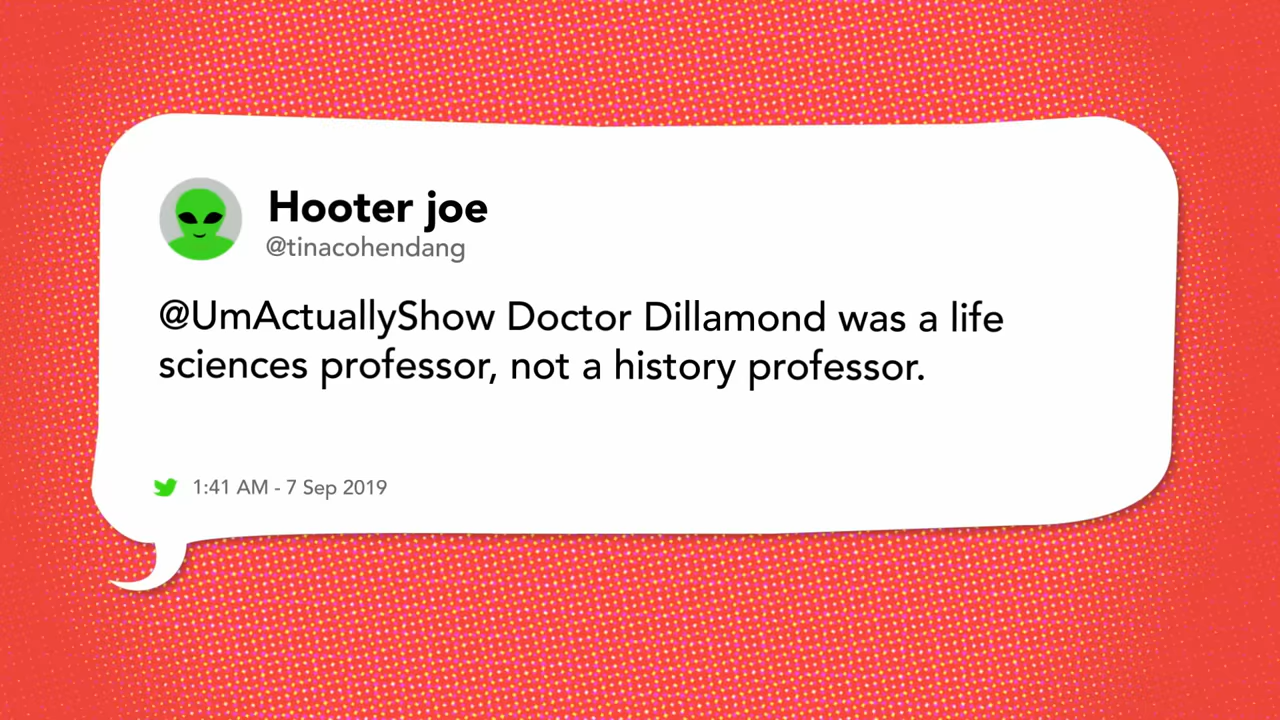 Hooter joe
@tinacohendang
@UmActuallyShow Doctor Dillamond was a life
sciences professor, not a history professor.
1:41 AM - 7 Sep 2019